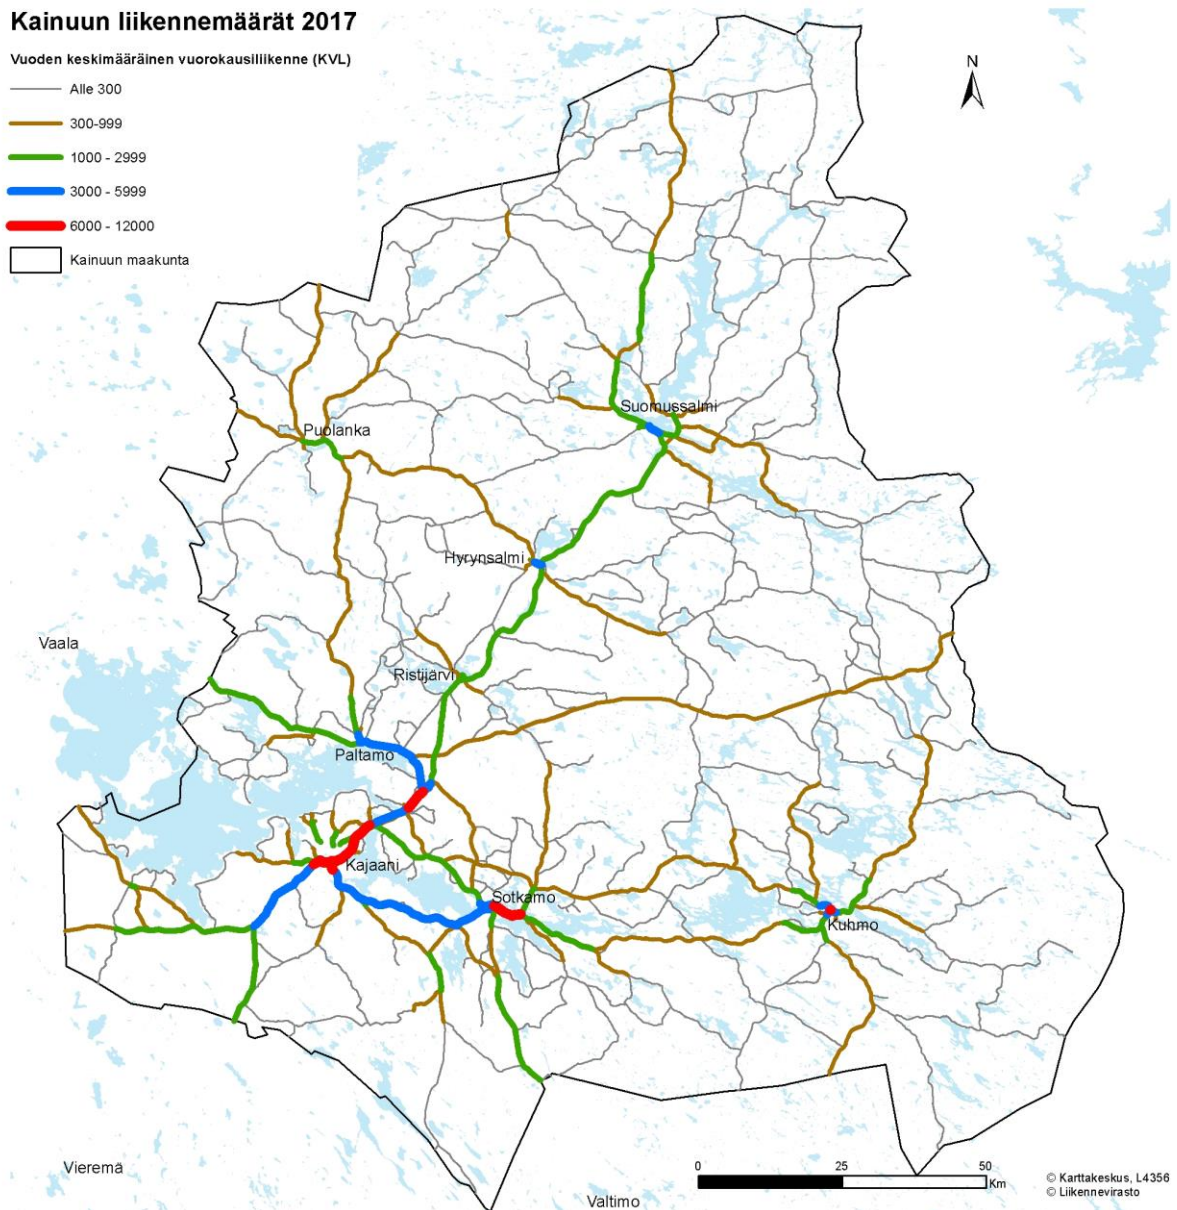 Kainuun liikennemäärät 2017
Vuoden keskimääräinen vuorokausiliikenne (KVL)
Alle 300
300-999
1000 - 2999
3000 - 5999
6000 - 12000
Kainuun maakunta
N
Suomussalmi
Puolanka
Hyrynsalmi
Vaala
Ristijärvi
Paltamo
Kajaani
Sotkamo
Kuhmo
Vieremä
Valtimo
0 25 50
Km
© Karttakeskus, L4356
© Liikennevirasto